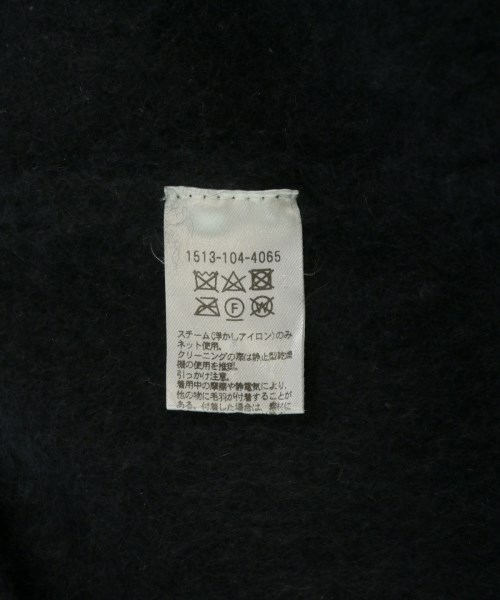 1513-104-4065
F W
スチーム(浮かしアイロン)のみ
ネット使用。
クリーニングの際は静止型乾燥
機の使用を推奨。
引っかけ注意。
着用中の摩擦や静電気により、
他の物に毛羽が付着することが
ある。付着した場合は、素材に